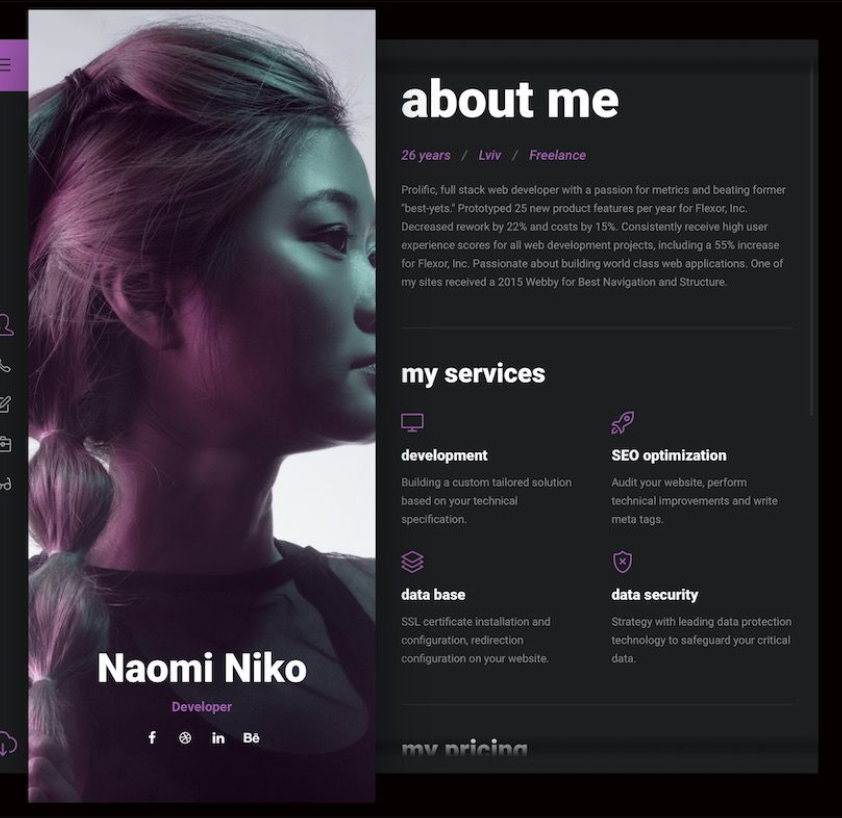 about me
26 years / Lviv / Freelance
Prolific, full stack web developer with a passion for metrics and beating former
"best-yets." Prototyped 25 new product features per year for Flexor, Inc.
Decreased rework by 22% and costs by 15%. Consistently receive high user
experience scores for all web development projects, including a 55% increase
for Flexor, Inc. Passionate about building world class web applications. One of
my sites received a 2015 Webby for Best Navigation and Structure.
my services
development
Building a custom tailored solution
based on your technical
specification.
SEO optimization
Audit your website, perform
technical improvements and write
meta tags.
data base
SSL certificate installation and
configuration, redirection
configuration on your website.
data security
Strategy with leading data protection
technology to safeguard your critical
data.
my pricing
Naomi Niko
Developer
f in Bē